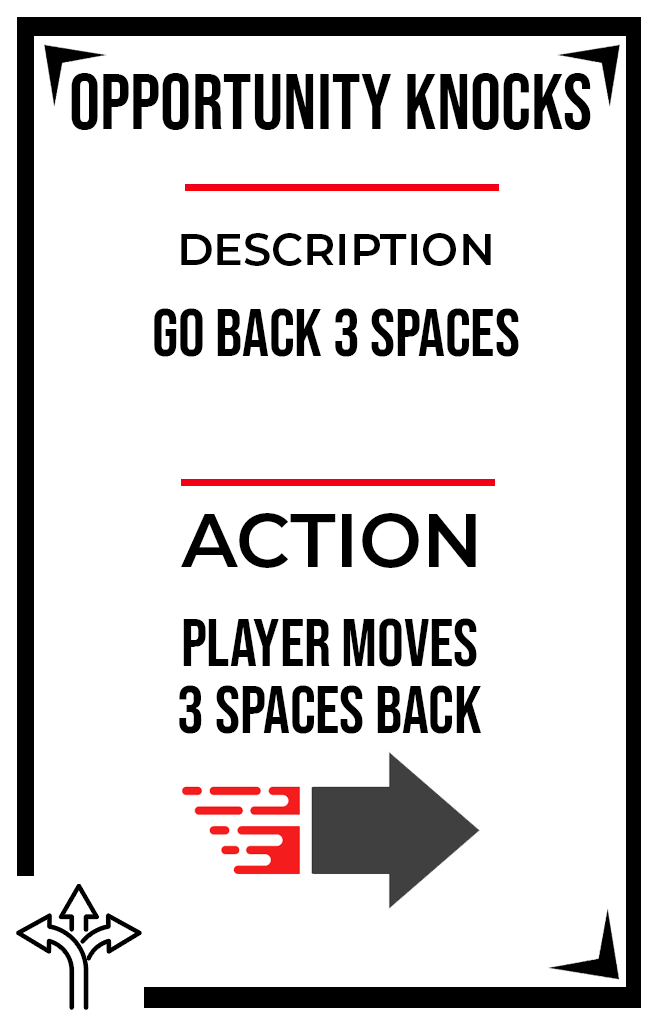 OPPORTUNITY KNOCKS
DESCRIPTION
GO BACK 3 SPACES
ACTION
PLAYER MOVES
3 SPACES BACK